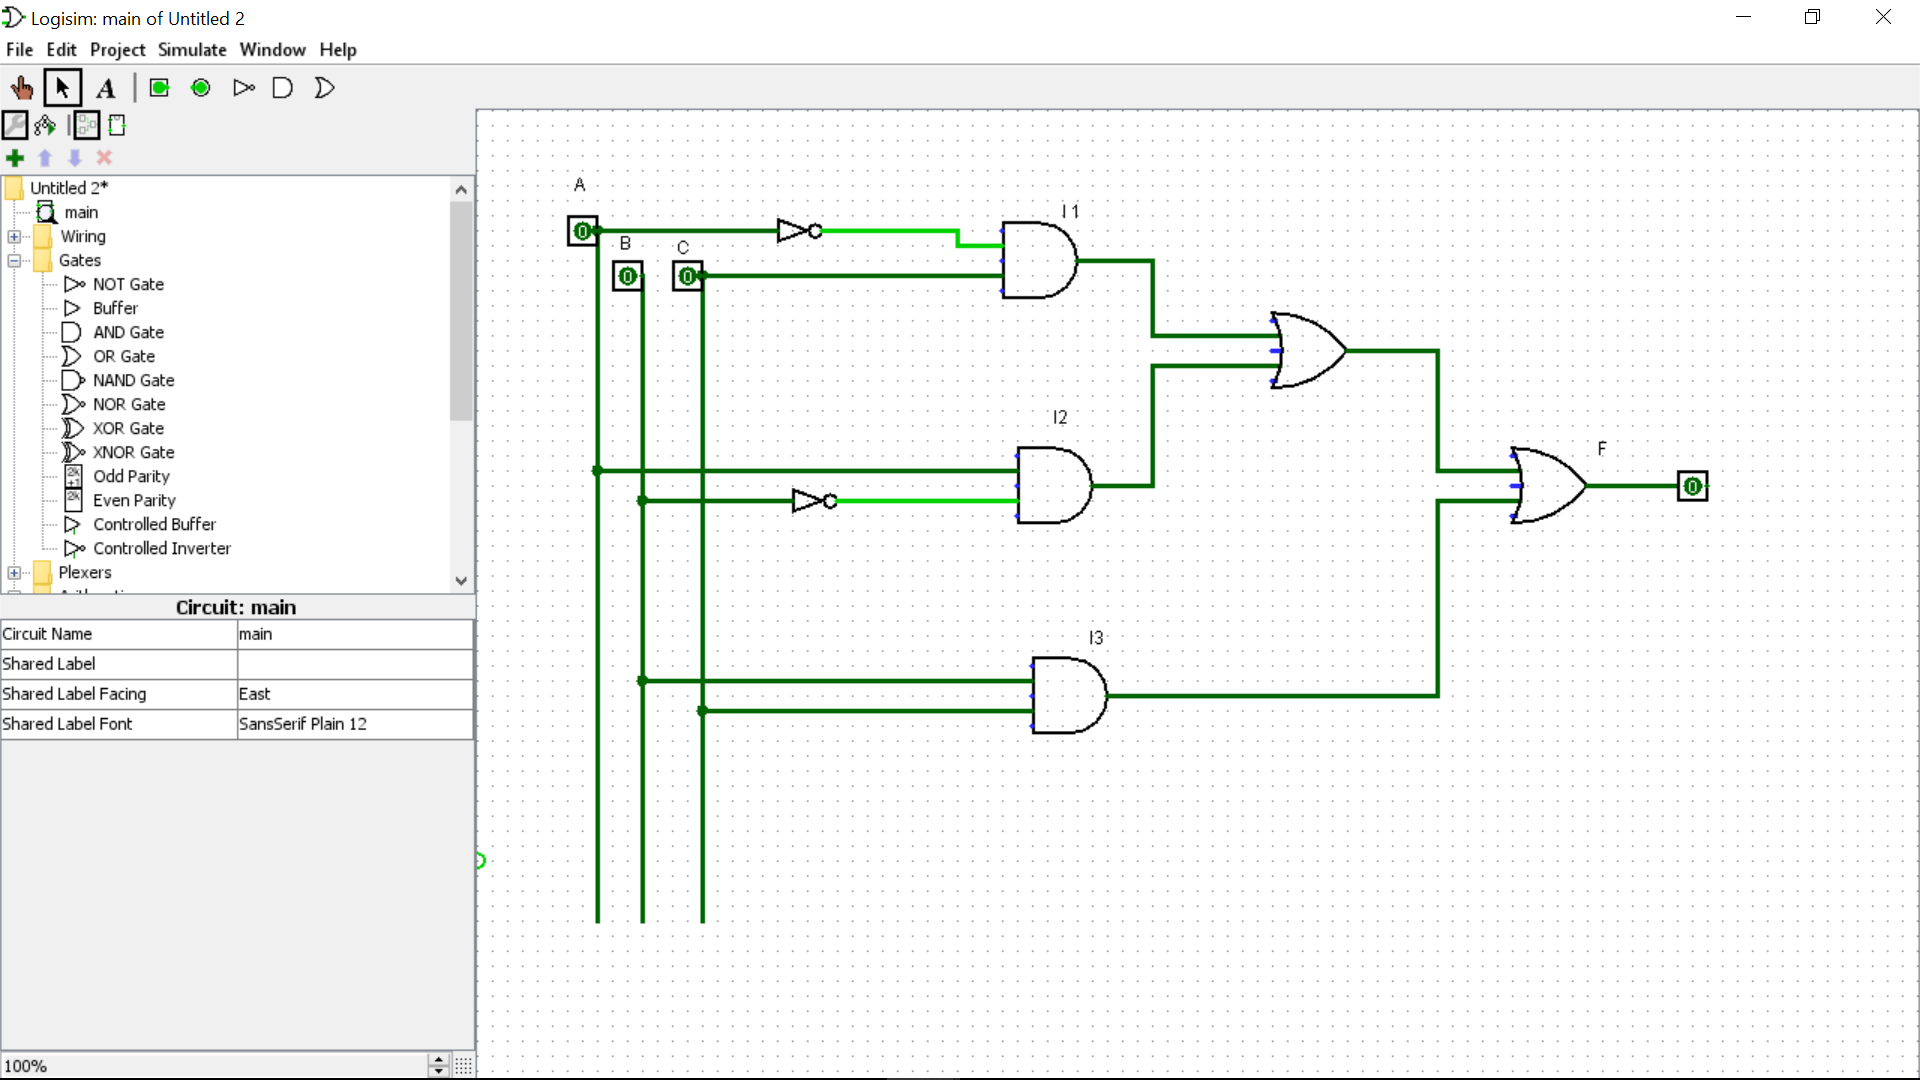 Logisim: main of Untitled 2
File Edit Project Simulate Window Help
A
Untitled 2*
main
Wiring
Gates
NOT Gate
Buffer
AND Gate
OR Gate
NAND Gate
NOR Gate
XOR Gate
XNOR Gate
2k
+1
Odd Parity
2k
Even Parity
Controlled Buffer
Controlled Inverter
Plexers
Circuit: main
Circuit Name main
Shared Label
Shared Label Facing East
Shared Label Font SansSerif Plain 12
100%
A
0
B
0
C
0
I1
I2
I3
F
0